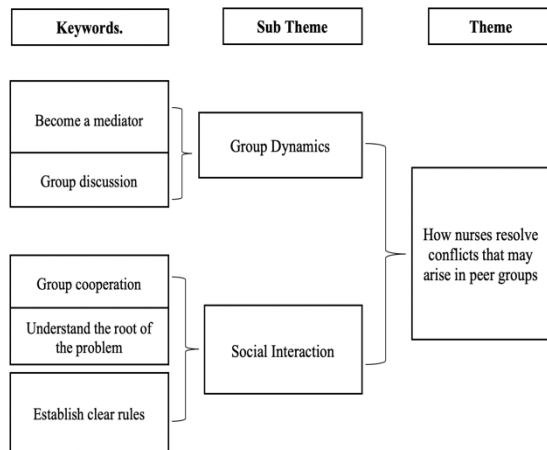 Keywords.
Sub Theme
Theme
Become a mediator
Group discussion
Group Dynamics
Group cooperation
Understand the root of
the problem
Establish clear rules
Social Interaction
How nurses resolve
conflicts that may
arise in peer groups